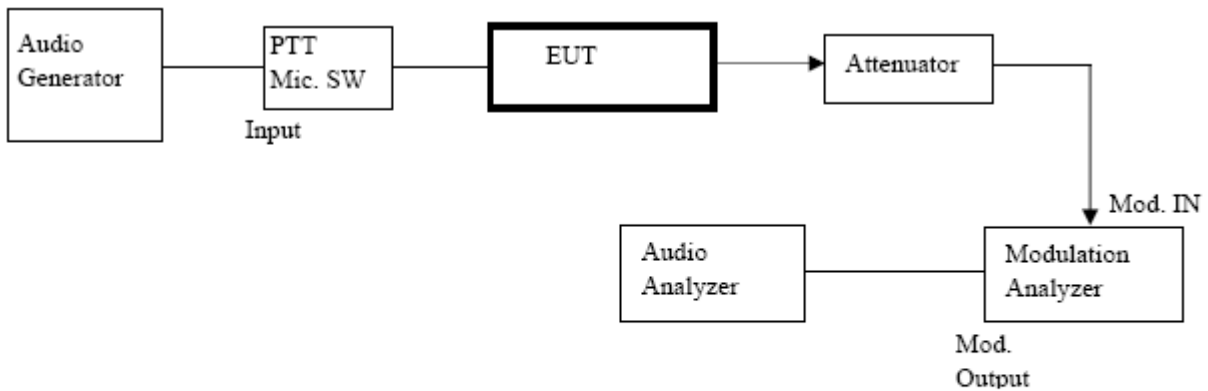 Audio
Generator
PTT
Mic. SW
Input
EUT
Attenuator
Mod. IN
Audio
Analyzer
Modulation
Analyzer
Mod.
Output